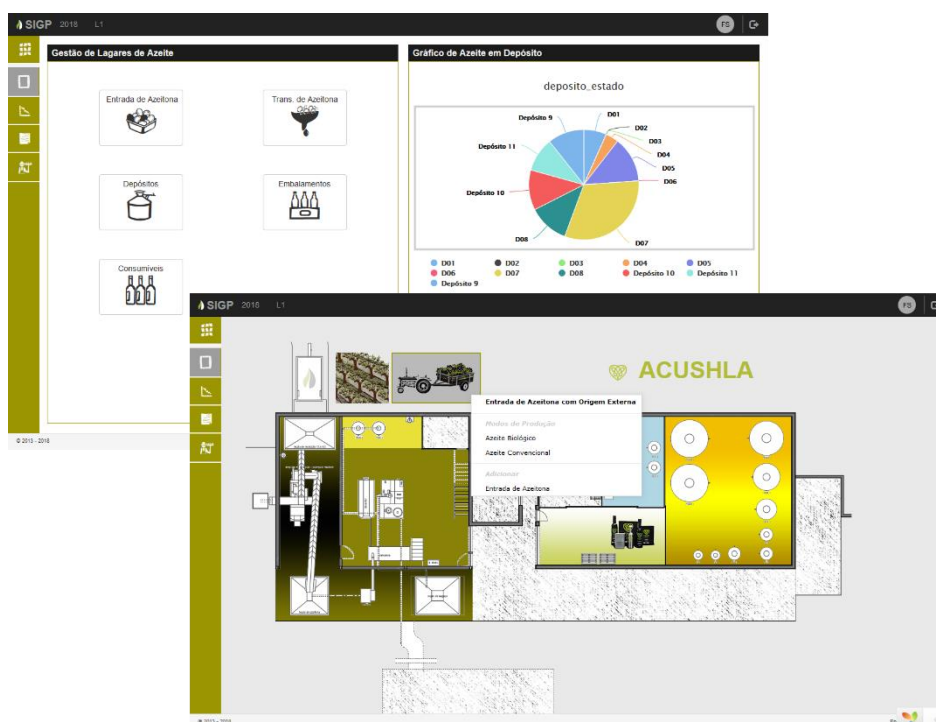 SIGP 2018 L1
FS
Gestão de Lagares de Azeite
Entrada de Azeitona
Trans. de Azeitona
Depósitos
Embalamentos
Consumíveis
Gráfico de Azeite em Depósito
deposito_estado
Depósito 9
D01
D02
D03
D04
D05
D06
D07
D08
Depósito 10
Depósito 11
D01 D02 D03 D04 D05
D06 D07 D08 Depósito 10 Depósito 11
Depósito 9
© 2013 - 2018
SIGP 2018 L1
FS
ACUSHLA
Entrada de Azeitona com Origem Externa
Modos de Produção
Azeite Biológico
Azeite Convencional
Adicionar
Entrada de Azeitona
© 2013 - 2018